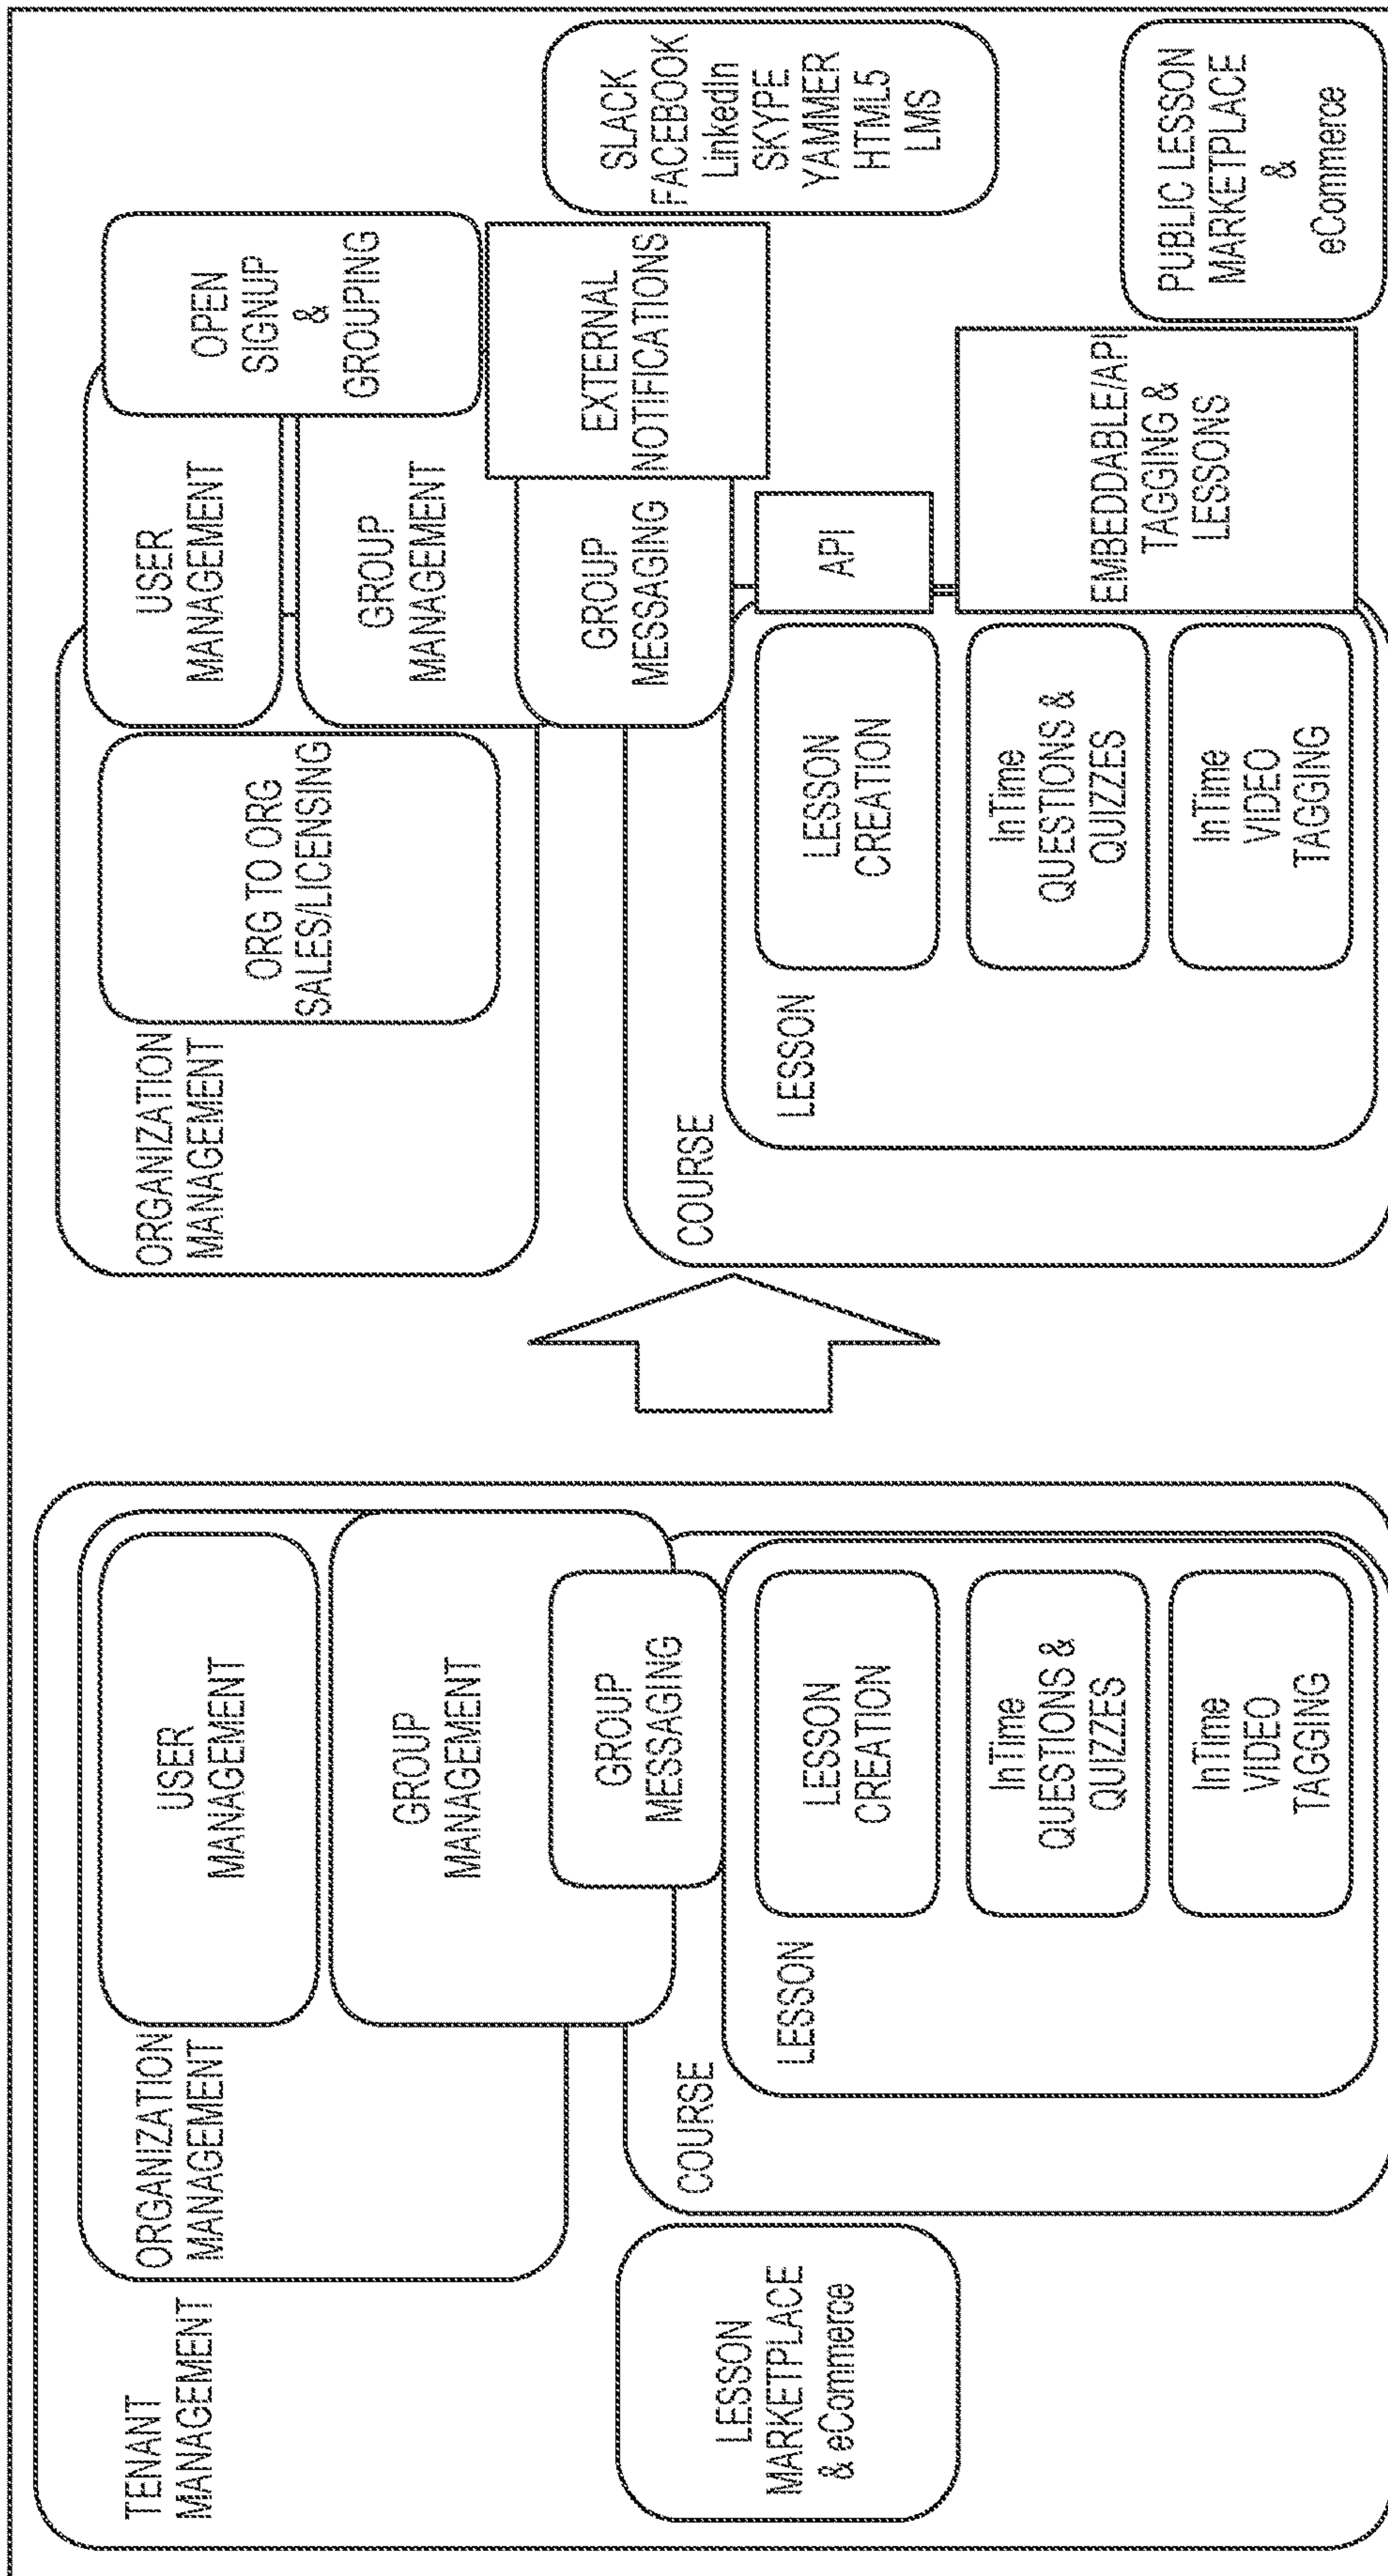 TENANT
MANAGEMENT
ORGANIZATION
MANAGEMENT
USER
MANAGEMENT
GROUP
MANAGEMENT
GROUP
MESSAGING
LESSON
MARKETPLACE
& eCommerce
COURSE
LESSON
LESSON
CREATION
InTime
QUESTIONS &
QUIZZES
InTime
VIDEO
TAGGING
ORGANIZATION
MANAGEMENT
ORG TO ORG
SALES/LICENSING
USER
MANAGEMENT
OPEN
SIGNUP
&
GROUPING
GROUP
MANAGEMENT
GROUP
MESSAGING
EXTERNAL
NOTIFICATIONS
SLACK
FACEBOOK
LinkedIn
SKYPE
YAMMER
HTML5
LMS
COURSE
LESSON
LESSON
CREATION
API
InTime
QUESTIONS &
QUIZZES
InTime
VIDEO
TAGGING
EMBEDDABLE/API
TAGGING &
LESSONS
PUBLIC LESSON
MARKETPLACE
&
eCommerce